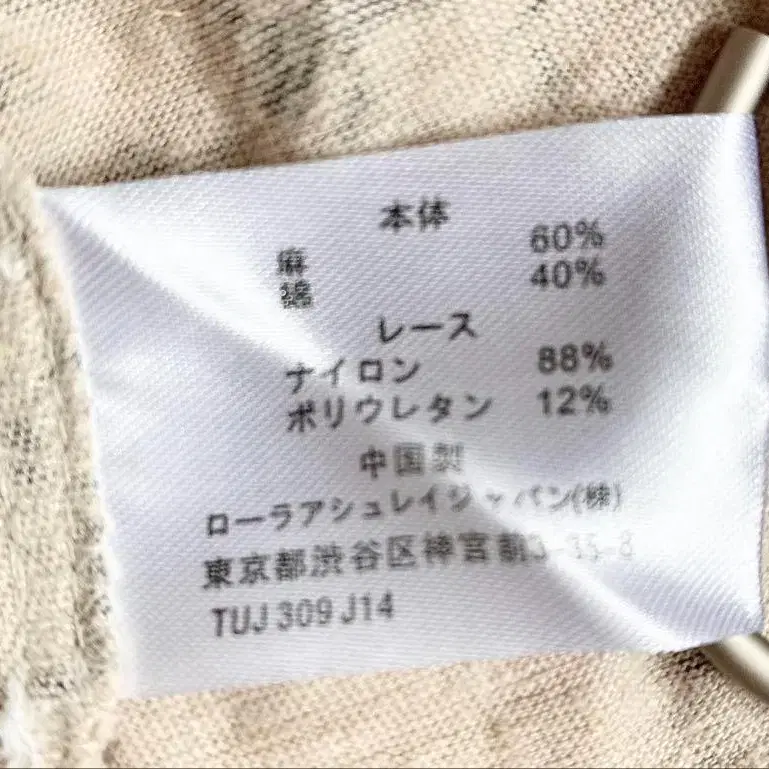 本体
麻 60%
綿 40%
レース
ナイロン 88%
ポリウレタン 12%
中国製
ローラアシュレイジャパン(株)
東京都渋谷区神宮前3-35-8
TUJ 309 J14